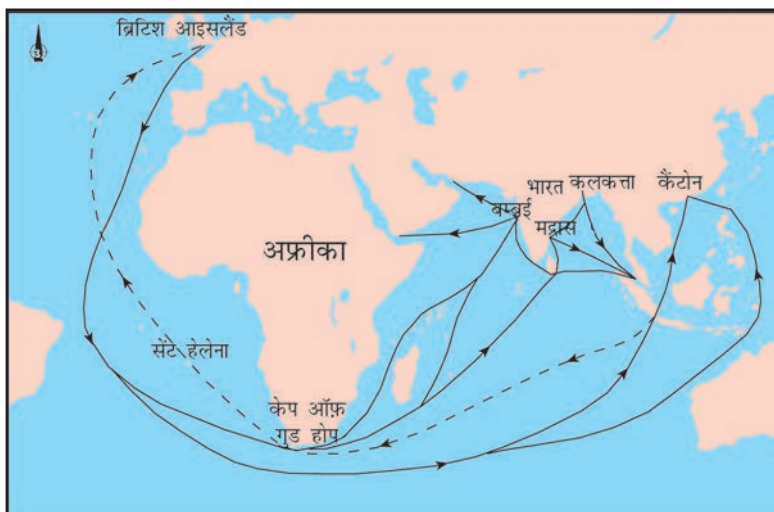 ब्रिटिश आइसलैंड
भारत
कलकत्ता
कैंटोन
बम्बई
मद्रास
अफ्रीका
सेंट हेलेना
केप ऑफ़
गुड होप